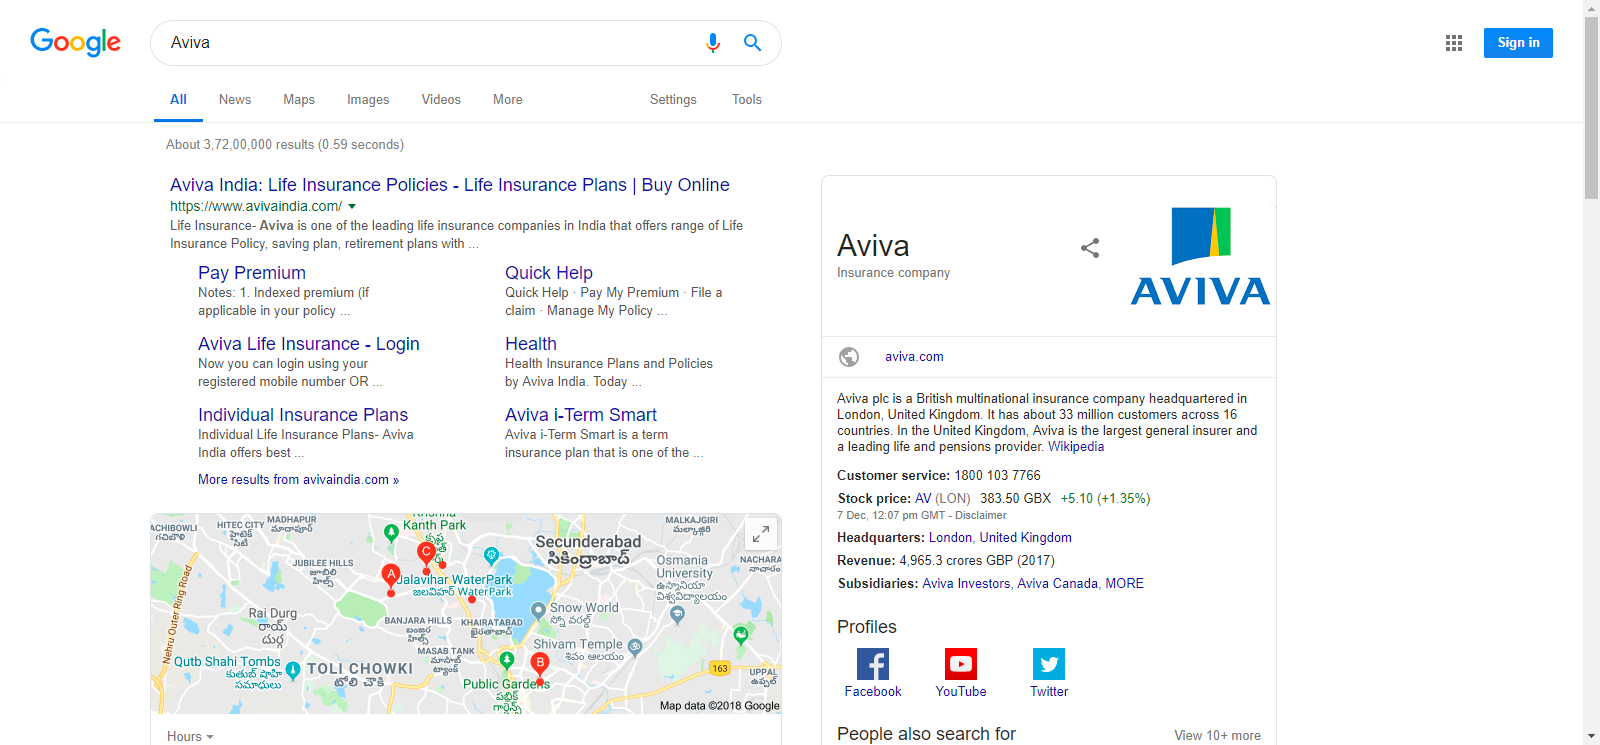 Google
Aviva
Sign in
All
News
Maps
Images
Videos
More
Settings
Tools
About 3,72,00,000 results (0.59 seconds)
Aviva India: Life Insurance Policies - Life Insurance Plans | Buy Online
https://www.avivaindia.com/
Life Insurance- Aviva is one of the leading life insurance companies in India that offers range of Life
Insurance Policy, saving plan, retirement plans with ...
Pay Premium
Notes: 1. Indexed premium (if
applicable in your policy ...
Quick Help
Quick Help · Pay My Premium · File a
claim · Manage My Policy ...
Aviva Life Insurance - Login
Now you can login using your
registered mobile number OR ...
Health
Health Insurance Plans and Policies
by Aviva India. Today ...
Individual Insurance Plans
Individual Life Insurance Plans- Aviva
India offers best ...
Aviva i-Term Smart
Aviva i-Term Smart is a term
insurance plan that is one of the ...
More results from avivaindia.com »
HITEC CITY
హైటెక్
సిటీ
MADHAPUR
మాదాపూర్
Kanth Park
కృష్ణ
MALKAJGIRI
మల్కాజ్గిరి
Secunderabad
సికింద్రాబాద్
JUBILEE HILLS
జూబిలీ
హిల్స్
C
A
Jalavihar WaterPark
జలవిహార్ WaterPark
Osmania
University
ఉస్మానియా
విశ్వవిద్యాలయం
NACHARA
నాచారం
Nehru Outer Ring Road
Rai Durg
రాయ్
దుర్గ
BANJARA HILLS
బంజర
హిల్స్
KHAIRATABAD
ఖైరతాబాద్
Snow World
స్నో వరల్డ్
MASAB TANK
మాసాబ్
ట్యాంక్
Shivam Temple
శివం ఆలయం
Qutb Shahi Tombs
కుతుబ్ షాహి
సమాధులు
TOLI CHOWKI
టోలి చౌకి
B
163
UPPAL
ఉప్పల్
Public Gardens
పబ్లిక్
గార్డెన్స్
Map data ©2018 Google
Hours
Aviva
Insurance company
AVIVA
aviva.com
Aviva plc is a British multinational insurance company headquartered in
London, United Kingdom. It has about 33 million customers across 16
countries. In the United Kingdom, Aviva is the largest general insurer and
a leading life and pensions provider. Wikipedia
Customer service: 1800 103 7766
Stock price: AV (LON) 383.50 GBX +5.10 (+1.35%)
7 Dec, 12:07 pm GMT - Disclaimer
Headquarters: London, United Kingdom
Revenue: 4,965.3 crores GBP (2017)
Subsidiaries: Aviva Investors, Aviva Canada, MORE
Profiles
Facebook
YouTube
Twitter
People also search for
View 10+ more